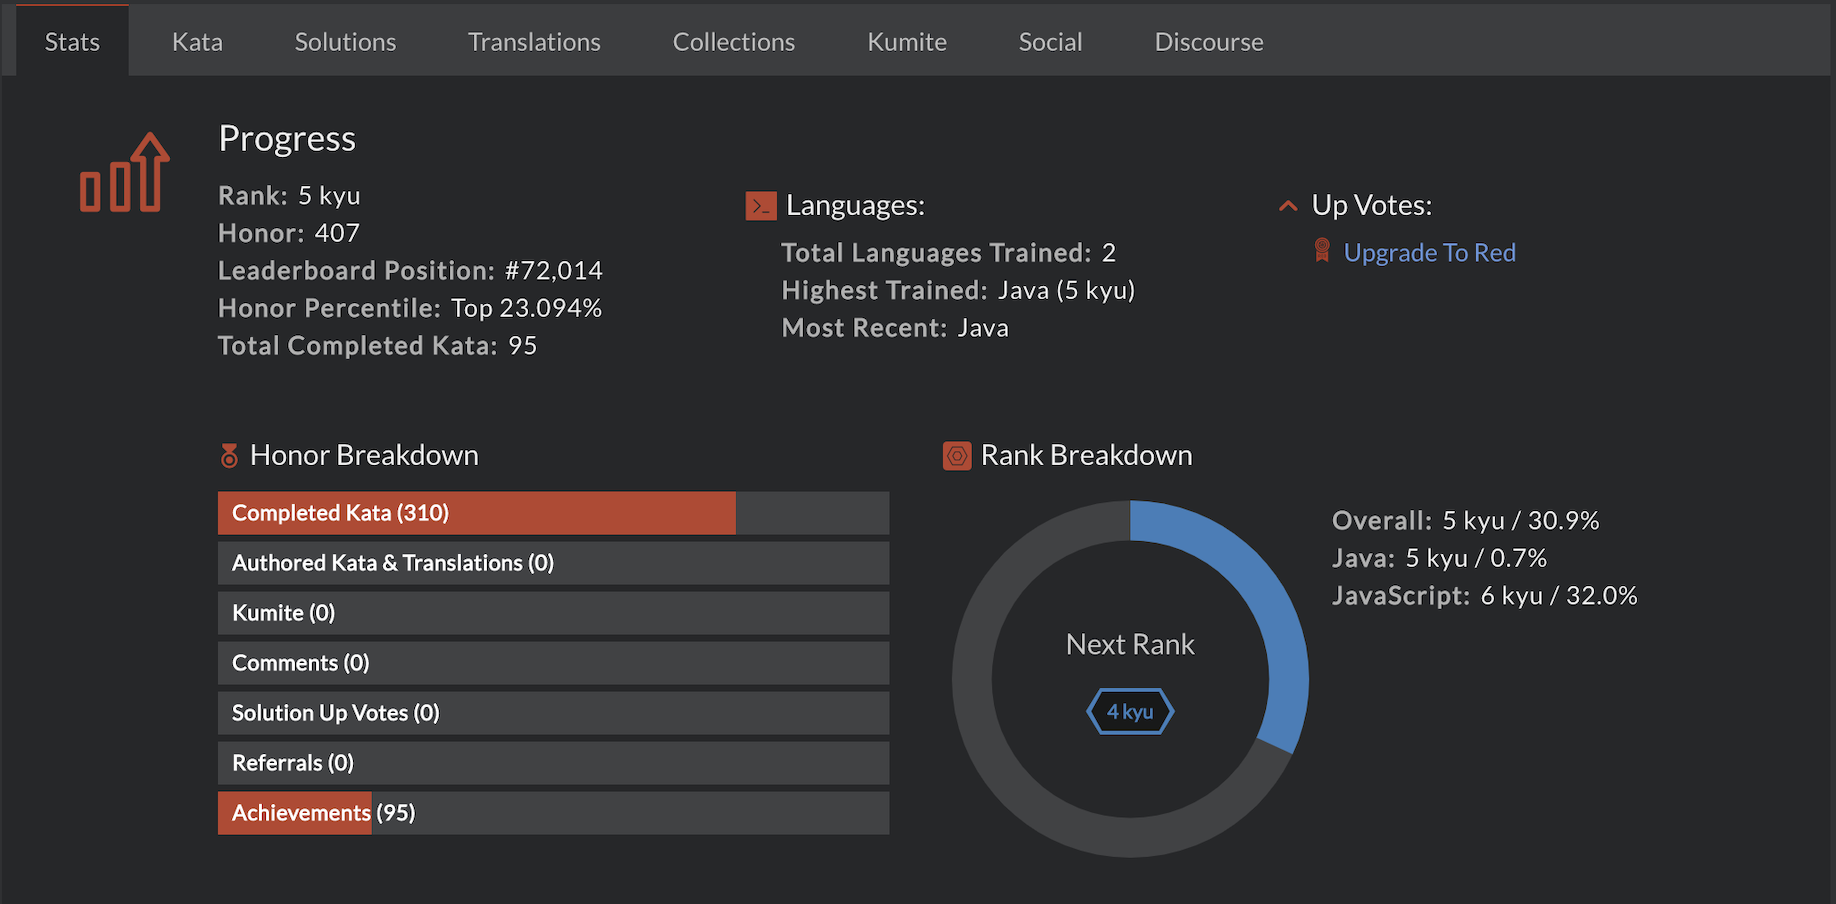 Stats Kata Solutions Translations Collections Kumite Social Discourse
Progress
Rank: 5 kyu
Honor: 407
Leaderboard Position: #72,014
Honor Percentile: Top 23.094%
Total Completed Kata: 95
Languages:
Total Languages Trained: 2
Highest Trained: Java (5 kyu)
Most Recent: Java
Up Votes:
Upgrade To Red
Honor Breakdown
Completed Kata (310)
Authored Kata & Translations (0)
Kumite (0)
Comments (0)
Solution Up Votes (0)
Referrals (0)
Achievements (95)
Rank Breakdown
Next Rank
4 kyu
Overall: 5 kyu / 30.9%
Java: 5 kyu / 0.7%
JavaScript: 6 kyu / 32.0%